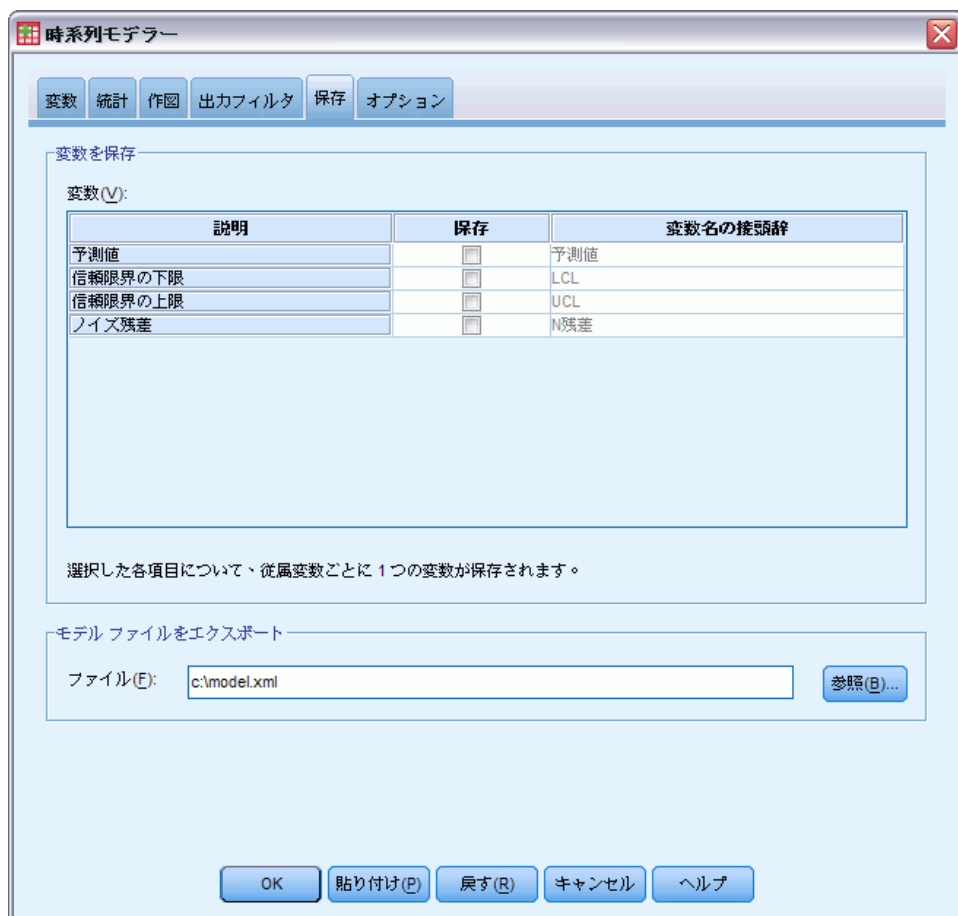 時系列モデラー
変数 統計 作図 出力フィルタ 保存 オプション
変数を保存
変数(V):
説明 保存 変数名の接頭辞
予測値 予測値
信頼限界の下限 LCL
信頼限界の上限 UCL
ノイズ残差 N残差
選択した各項目について、従属変数ごとに 1 つの変数が保存されます。
モデル ファイルをエクスポート
ファイル(F): c:\model.xml 参照(B)...
OK 貼り付け(P) 戻す(R) キャンセル ヘルプ